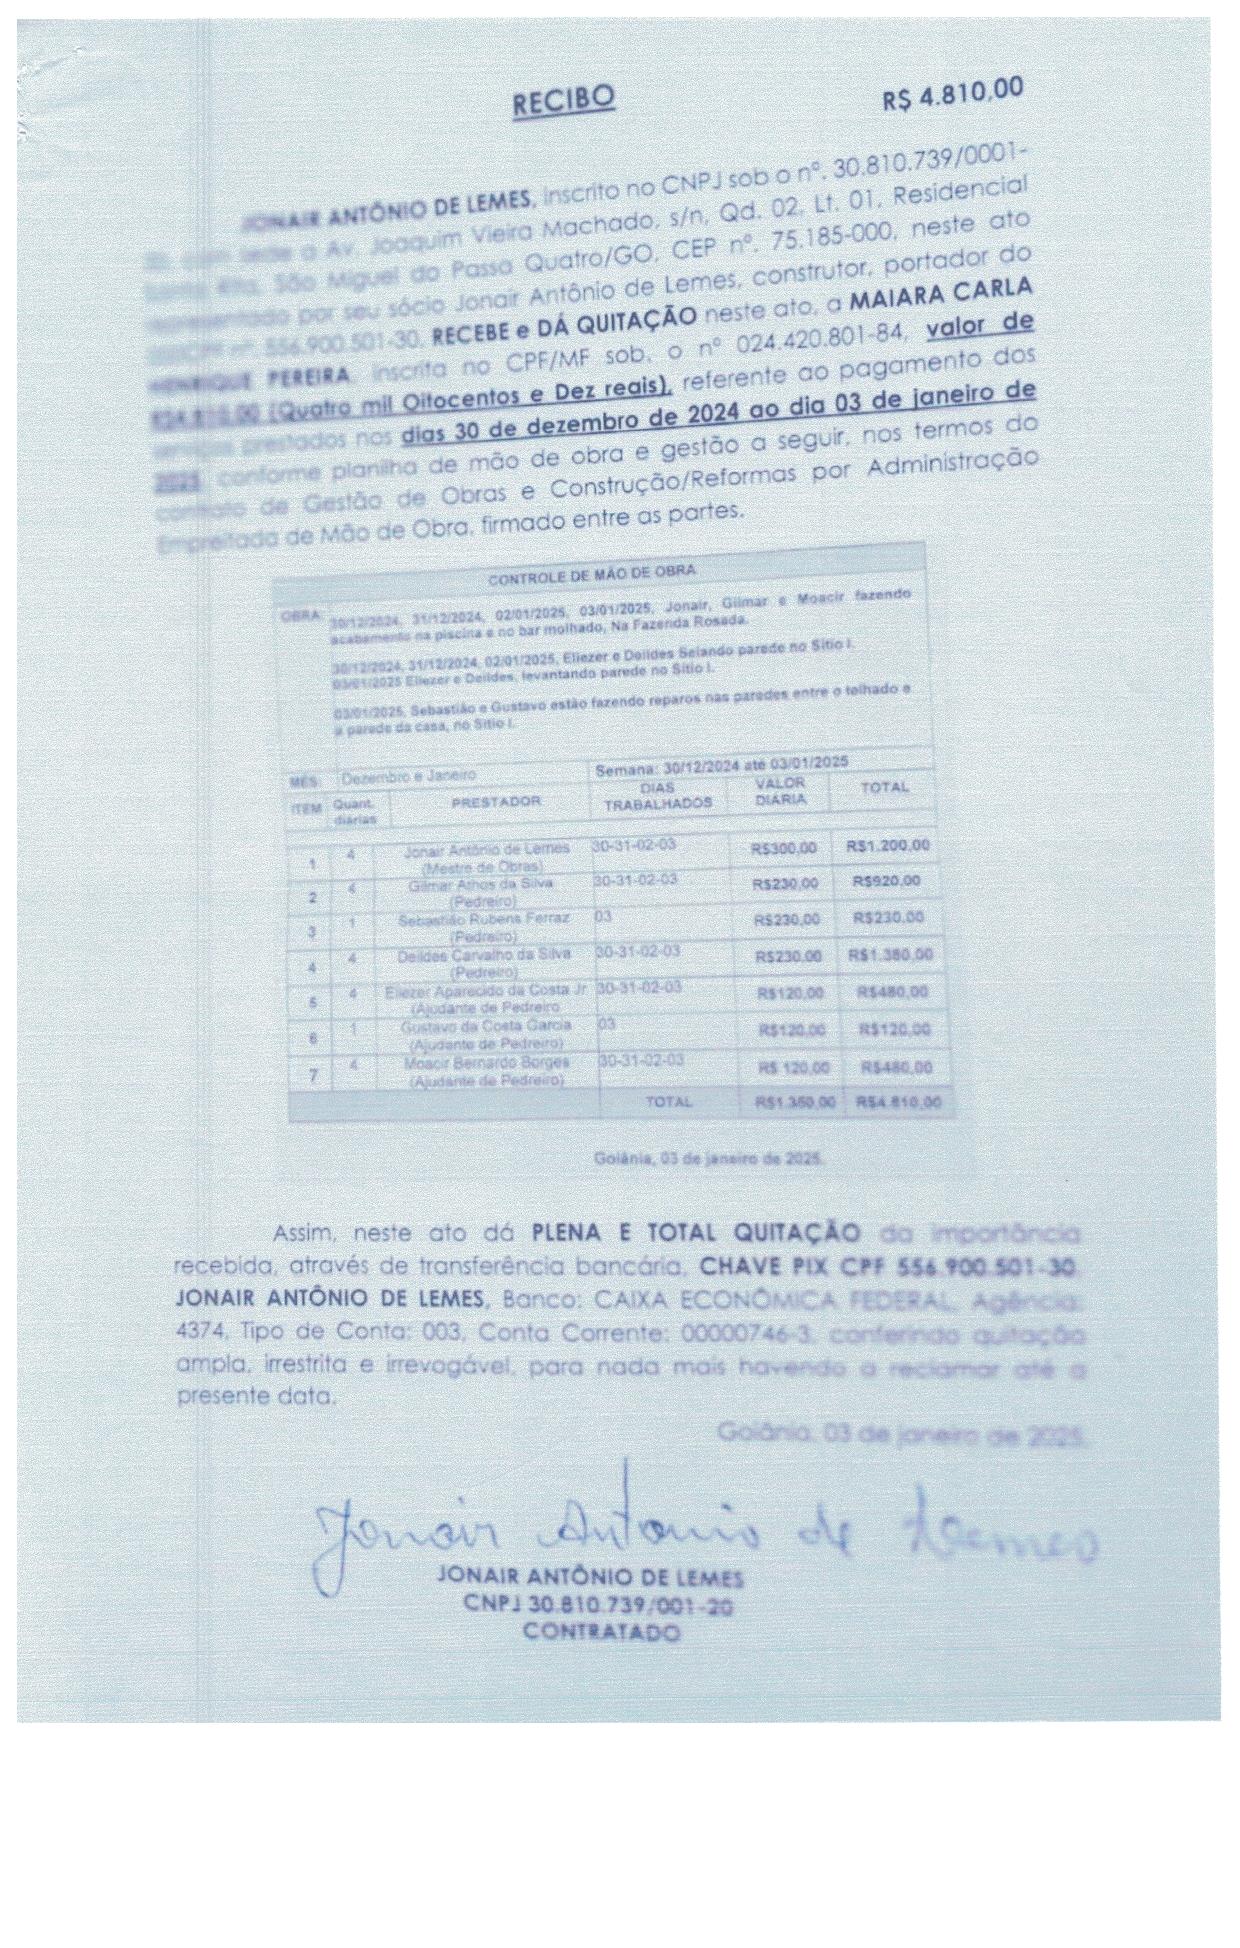 RECIBO
R$ 4.810,00
JONAIR ANTÔNIO DE LEMES, inscrito no CNPJ sob o nº. 30.810.739/0001-
com sede à Av. Joaquim Vieira Machado, s/n, Qd. 02, Lt. 01, Residencial
Santa Rita, São Miguel do Passa Quatro/GO, CEP nº. 75.185-000, neste ato
representado por seu sócio Jonair Antônio de Lemes, construtor, portador do
nº. 556.900.501-30, RECEBE e DÁ QUITAÇÃO neste ato, a MAIARA CARLA
HENRIQUE PEREIRA, inscrita no CPF/MF sob. o nº 024.420.801-84, valor de
R$4.810,00 (Quatro mil Oitocentos e Dez reais), referente ao pagamento dos
serviços prestados nos dias 30 de dezembro de 2024 ao dia 03 de janeiro de
2025, conforme planilha de mão de obra e gestão a seguir, nos termos do
contrato de Gestão de Obras e Construção/Reformas por Administração
Empreitada de Mão de Obra, firmado entre as partes.
CONTROLE DE MÃO DE OBRA
OBRA: 30/12/2024, 31/12/2024, 02/01/2025, 03/01/2025, Jonair, Gilmar e Moacir fazendo
acabamento na piscina e no bar molhado, Na Fazenda Rosada.
30/12/2024, 31/12/2024, 02/01/2025, Eliezer e Deildes Selando parede no Sitio I.
03/01/2025 Eliezer e Deildes, levantando parede no Sitio I.
03/01/2025, Sebastião e Gustavo estão fazendo reparos nas paredes entre o telhado e
a parede da casa, no Sitio I.
MÊS: Dezembro e Janeiro Semana: 30/12/2024 até 03/01/2025
ITEM Quant. diárias PRESTADOR DIAS TRABALHADOS VALOR DIÁRIA TOTAL
1 4 Jonair Antônio de Lemes (Mestre de Obras) 30-31-02-03 R$300,00 R$1.200,00
2 4 Gilmar Athos da Silva (Pedreiro) 30-31-02-03 R$230,00 R$920,00
3 1 Sebastião Rubens Ferraz (Pedreiro) 03 R$230,00 R$230,00
4 4 Deildes Carvalho da Silva (Pedreiro) 30-31-02-03 R$230,00 R$1.380,00
5 4 Eliezer Aparecido da Costa Jr (Ajudante de Pedreiro 30-31-02-03 R$120,00 R$480,00
6 1 Gustavo da Costa Garcia (Ajudante de Pedreiro) 03 R$120,00 R$120,00
7 4 Moacir Bernardo Borges (Ajudante de Pedreiro) 30-31-02-03 R$ 120,00 R$480,00
TOTAL R$1.350,00 R$4.810,00
Goiânia, 03 de janeiro de 2025.
Assim, neste ato dá PLENA E TOTAL QUITAÇÃO da importância
recebida, através de transferência bancária, CHAVE PIX CPF 556.900.501-30
JONAIR ANTÔNIO DE LEMES, Banco: CAIXA ECONÔMICA FEDERAL, Agência:
4374, Tipo de Conta: 003, Conta Corrente: 00000746-3, conferindo quitação
ampla, irrestrita e irrevogável, para nada mais havendo a reclamar até a
presente data.
Goiânia, 03 de janeiro de 2025.
Jonair Antonio de Lemes
JONAIR ANTÔNIO DE LEMES
CNPJ 30.810.739/001-20
CONTRATADO